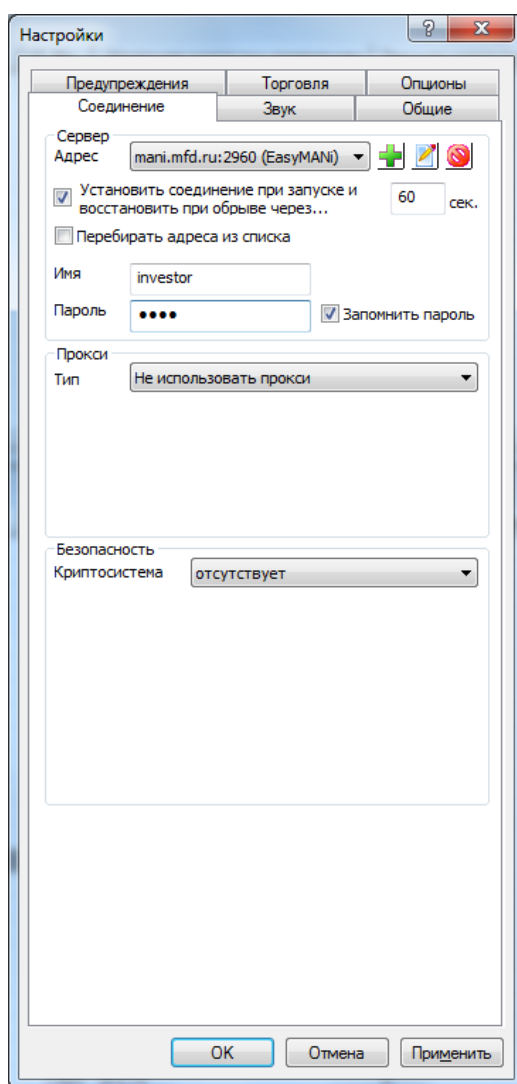 Настройки
Предупреждения Торговля Опционы
Соединение Звук Общие
Сервер
Адрес mani.mfd.ru:2960 (EasyMANi)
Установить соединение при запуске и
восстановить при обрыве через... 60 сек.
Перебирать адреса из списка
Имя investor
Пароль ●●●● Запомнить пароль
Прокси
Тип Не использовать прокси
Безопасность
Криптосистема отсутствует
OK Отмена Применить